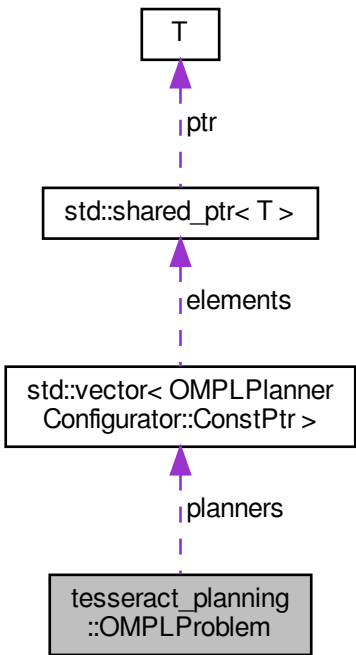 T
ptr
std::shared_ptr< T >
elements
std::vector< OMPLPlanner
Configurator::ConstPtr >
planners
tesseract_planning
::OMPLProblem